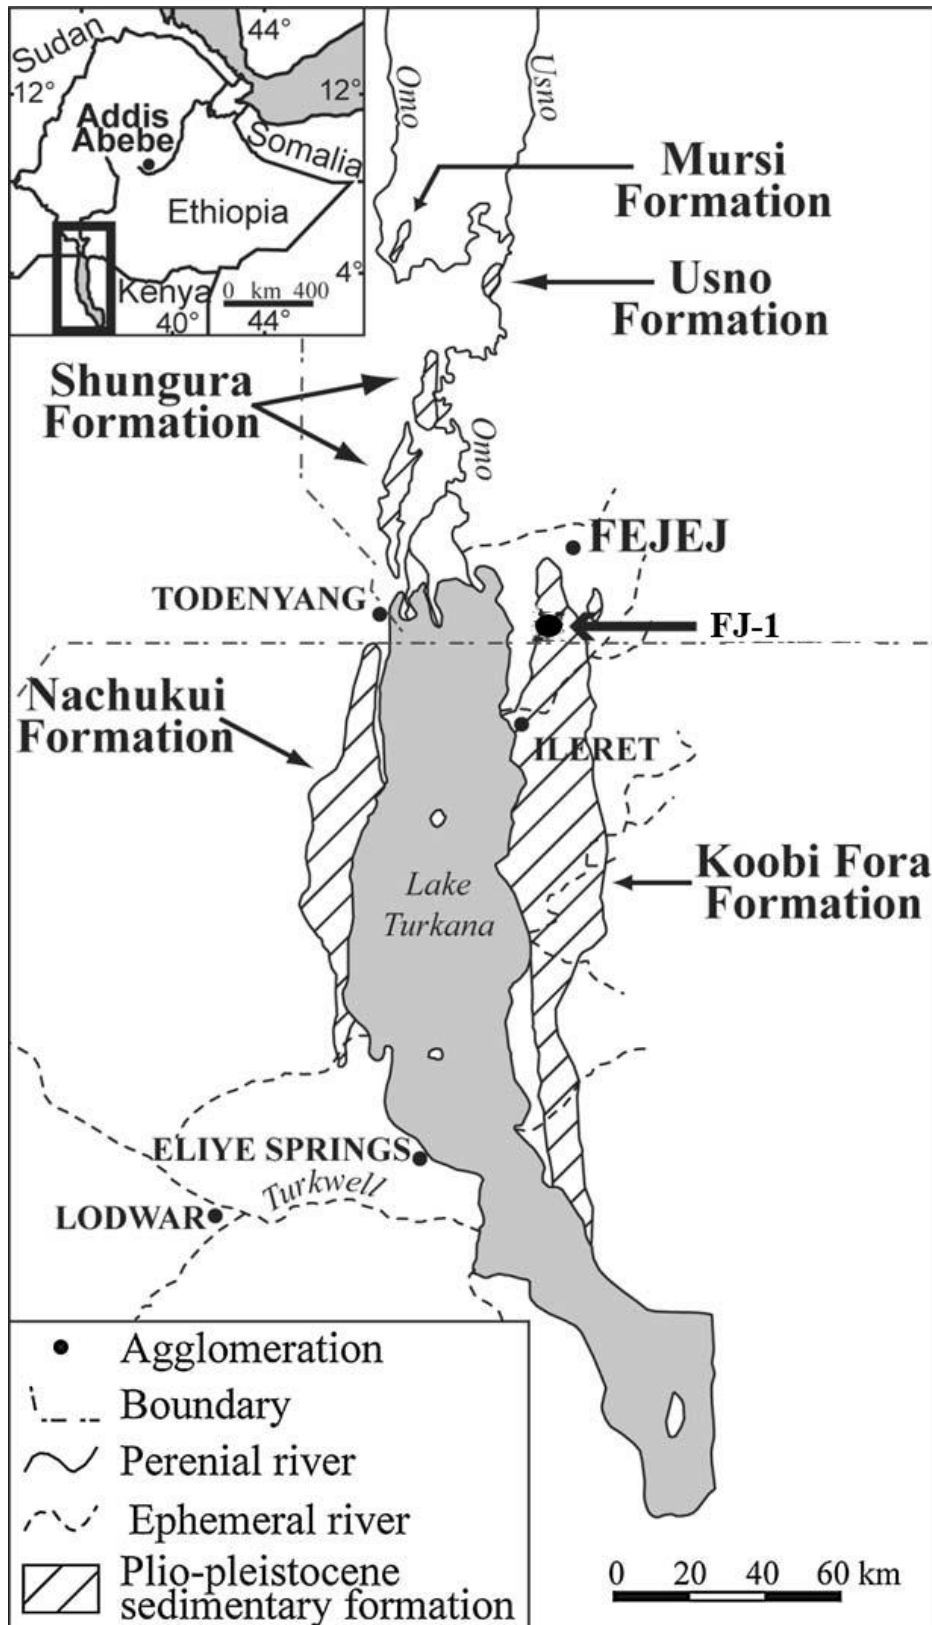 Sudan
44°
12°
12°
Addis
Abebe
Somalia
Ethiopia
4°
Kenya
0 km 400
40°
44°
Omo
Usno
Mursi
Formation
Usno
Formation
Shungura
Formation
Omo
FEJEJ
TODENYANG
FJ-1
Nachukui
Formation
ILERET
Koobi Fora
Formation
Lake
Turkana
ELIYE SPRINGS
Turkwell
LODWAR
Agglomeration
Boundary
Perenial river
Ephemeral river
Plio-pleistocene
sedimentary formation
0 20 40 60 km